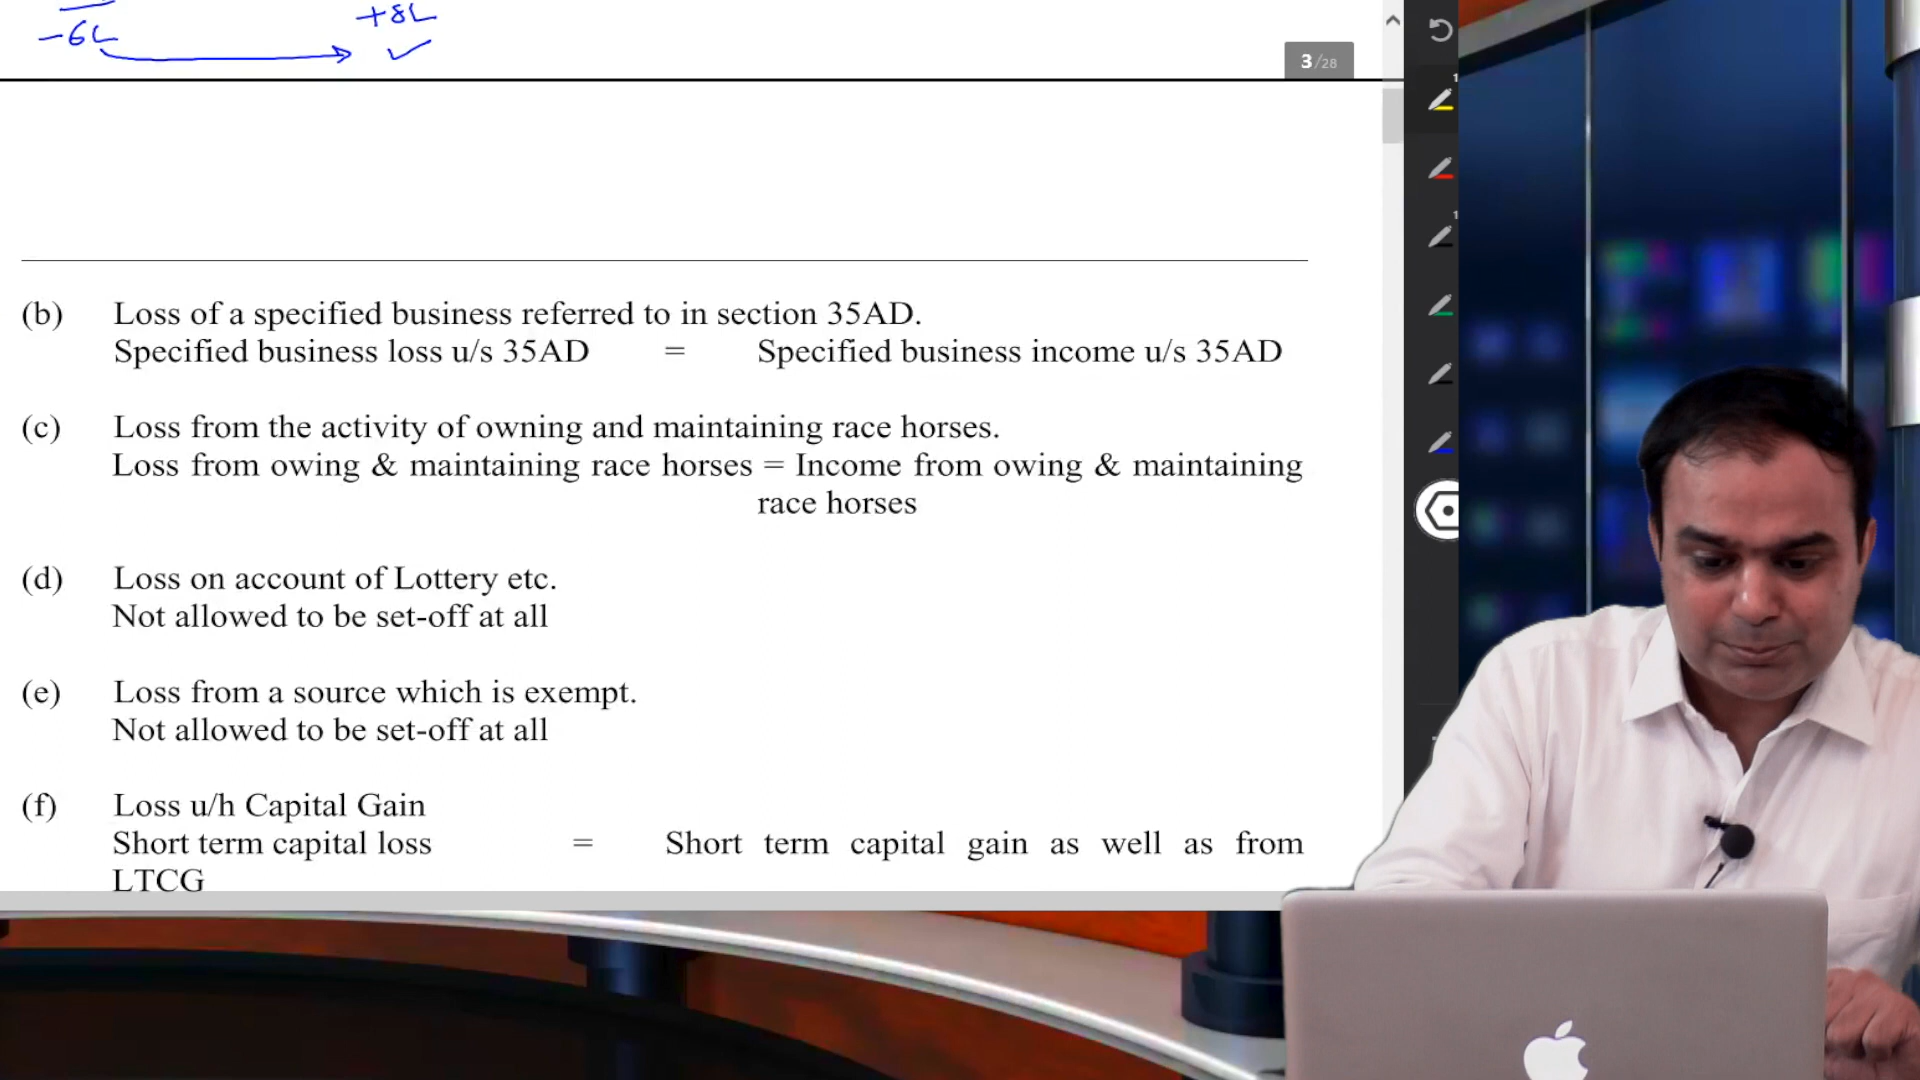 -6L
+8L
3/28
(b) Loss of a specified business referred to in section 35AD.
Specified business loss u/s 35AD = Specified business income u/s 35AD
(c) Loss from the activity of owning and maintaining race horses.
Loss from owing & maintaining race horses = Income from owing & maintaining
race horses
(d) Loss on account of Lottery etc.
Not allowed to be set-off at all
(e) Loss from a source which is exempt.
Not allowed to be set-off at all
(f) Loss u/h Capital Gain
Short term capital loss = Short term capital gain as well as from
LTCG